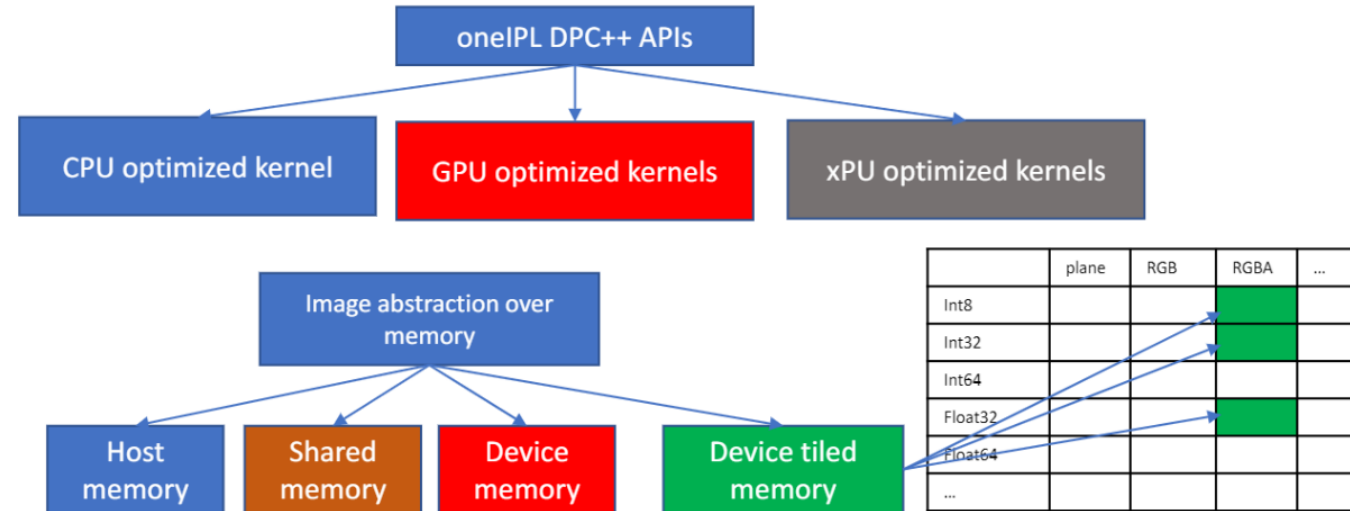 oneIPL DPC++ APIs
CPU optimized kernel
GPU optimized kernels
xPU optimized kernels
Image abstraction over
memory
Host
memory
Shared
memory
Device
memory
Device tiled
memory
plane RGB RGBA ...
Int8
Int32
Int64
Float32
Float64
...